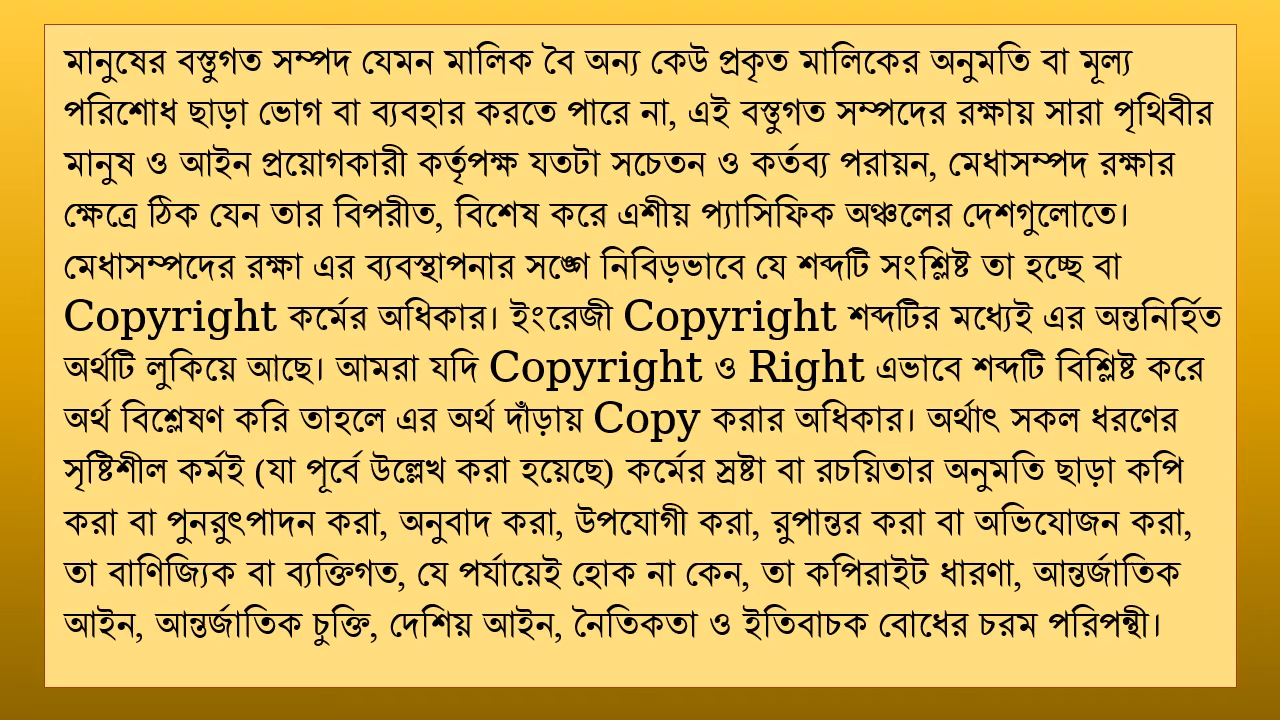 মানুষের বস্তুগত সম্পদ যেমন মালিক বৈ অন্য কেউ প্রকৃত মালিকের অনুমতি বা মূল্য
পরিশোধ ছাড়া ভোগ বা ব্যবহার করতে পারে না, এই বস্তুগত সম্পদের রক্ষায় সারা পৃথিবীর
মানুষ ও আইন প্রয়োগকারী কর্তৃপক্ষ যতটা সচেতন ও কর্তব্য পরায়ন, মেধাসম্পদ রক্ষার
ক্ষেত্রে ঠিক যেন তার বিপরীত, বিশেষ করে এশীয় প্যাসিফিক অঞ্চলের দেশগুলোতে।
মেধাসম্পদের রক্ষা এর ব্যবস্থাপনার সঙ্গে নিবিড়ভাবে যে শব্দটি সংশ্লিষ্ট তা হচ্ছে বা
Copyright কর্মের অধিকার। ইংরেজী Copyright শব্দটির মধ্যেই এর অন্তনির্হিত
অর্থটি লুকিয়ে আছে। আমরা যদি Copyright ও Right এভাবে শব্দটি বিশ্লিষ্ট করে
অর্থ বিশ্লেষণ করি তাহলে এর অর্থ দাঁড়ায় Copy করার অধিকার। অর্থাৎ সকল ধরণের
সৃষ্টিশীল কর্মই (যা পূর্বে উল্লেখ করা হয়েছে) কর্মের স্রষ্টা বা রচয়িতার অনুমতি ছাড়া কপি
করা বা পুনরুৎপাদন করা, অনুবাদ করা, উপযোগী করা, রুপান্তর করা বা অভিযোজন করা,
তা বাণিজ্যিক বা ব্যক্তিগত, যে পর্যায়েই হোক না কেন, তা কপিরাইট ধারণা, আন্তর্জাতিক
আইন, আন্তর্জাতিক চুক্তি, দেশিয় আইন, নৈতিকতা ও ইতিবাচক বোধের চরম পরিপন্থী।